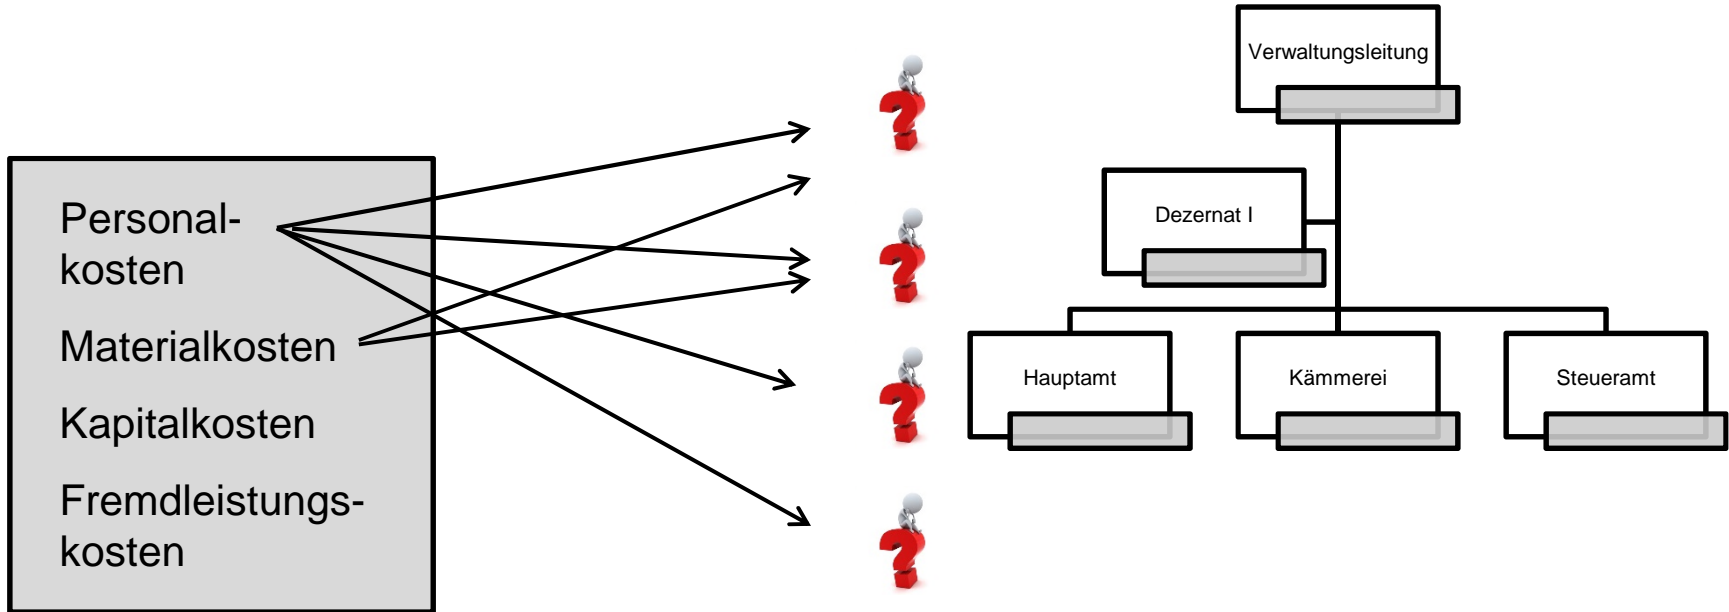 Personal-
kosten
Materialkosten
Kapitalkosten
Fremdleistungs-
kosten
Verwaltungsleitung
Dezernat I
Hauptamt
Kämmerei
Steueramt